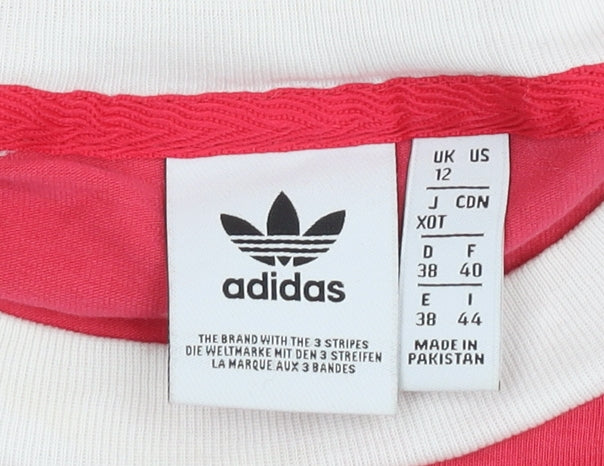 adidas
THE BRAND WITH THE 3 STRIPES
DIE WELTMARKE MIT DEN 3 STREIFEN
LA MARQUE AUX 3 BANDES
UK US
12
J CDN
XOT
D F
38 40
E I
38 44
MADE IN
PAKISTAN